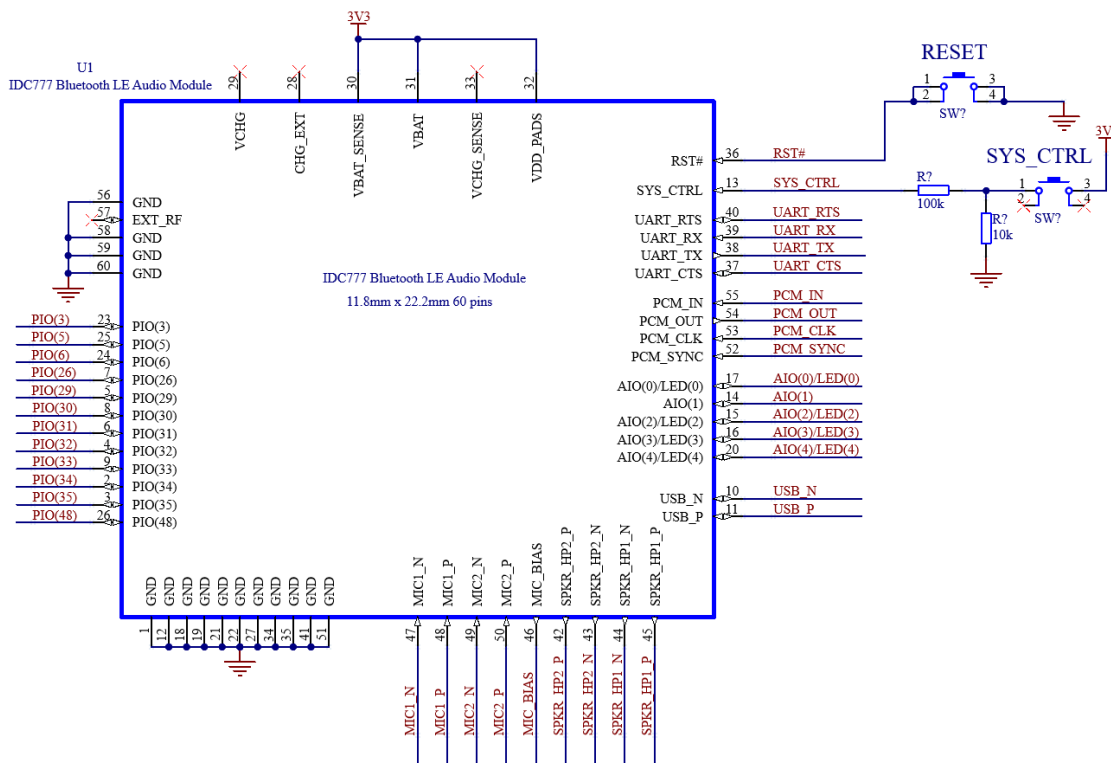 3V3
U1
IDC777 Bluetooth LE Audio Module
29
28
30
31
33
32
VCHG
CHG_EXT
VBAT_SENSE
VBAT
VCHG_SENSE
VDD_PADS
RESET
1 3
2 4
SW?
3V
SYS_CTRL
RST# 36 RST#
SYS_CTRL 13 SYS_CTRL
R?
100k
1 3
2 4
SW?
R?
10k
UART_RTS 40 UART_RTS
UART_RX 39 UART_RX
UART_TX 38 UART_TX
UART_CTS 37 UART_CTS
PCM_IN 55 PCM_IN
PCM_OUT 54 PCM_OUT
PCM_CLK 53 PCM_CLK
PCM_SYNC 52 PCM_SYNC
AIO(0)/LED(0) 17 AIO(0)/LED(0)
AIO(1) 14 AIO(1)
AIO(2)/LED(2) 15 AIO(2)/LED(2)
AIO(3)/LED(3) 16 AIO(3)/LED(3)
AIO(4)/LED(4) 20 AIO(4)/LED(4)
USB_N 10 USB_N
USB_P 11 USB_P
56 GND
57 EXT_RF
58 GND
59 GND
60 GND
IDC777 Bluetooth LE Audio Module
11.8mm x 22.2mm 60 pins
PIO(3) 23 PIO(3)
PIO(5) 25 PIO(5)
PIO(6) 24 PIO(6)
PIO(26) 7 PIO(26)
PIO(29) 5 PIO(29)
PIO(30) 8 PIO(30)
PIO(31) 6 PIO(31)
PIO(32) 4 PIO(32)
PIO(33) 9 PIO(33)
PIO(34) 2 PIO(34)
PIO(35) 3 PIO(35)
PIO(48) 26 PIO(48)
GND
GND
GND
GND
GND
GND
GND
GND
GND
GND
GND
1
12
18
19
21
22
27
34
35
41
51
MIC1_N
MIC1_P
MIC2_N
MIC2_P
MIC_BIAS
SPKR_HP2_P
SPKR_HP2_N
SPKR_HP1_N
SPKR_HP1_P
47
48
49
50
46
42
43
44
45
MIC1_N
MIC1_P
MIC2_N
MIC2_P
MIC_BIAS
SPKR_HP2_P
SPKR_HP2_N
SPKR_HP1_N
SPKR_HP1_P